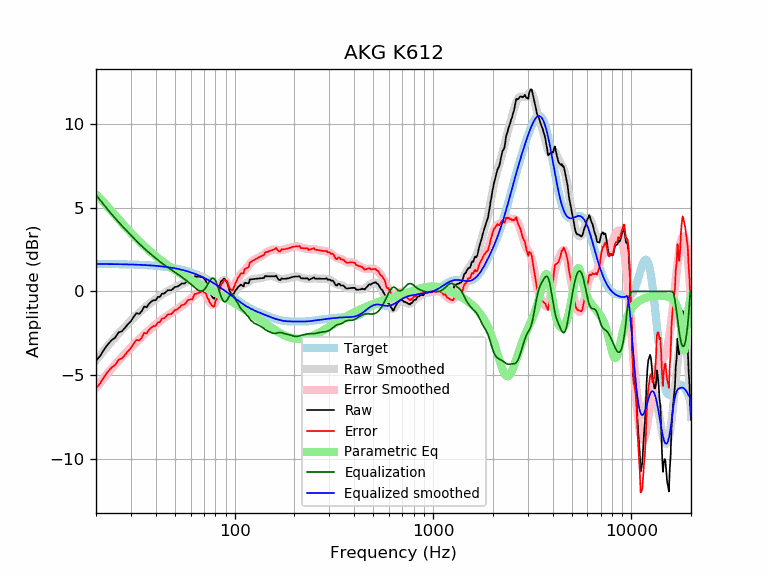 AKG K612
10
5
0
−5
−10
Amplitude (dBr)
Target
Raw Smoothed
Error Smoothed
Raw
Error
Parametric Eq
Equalization
Equalized smoothed
100
1000
10000
Frequency (Hz)